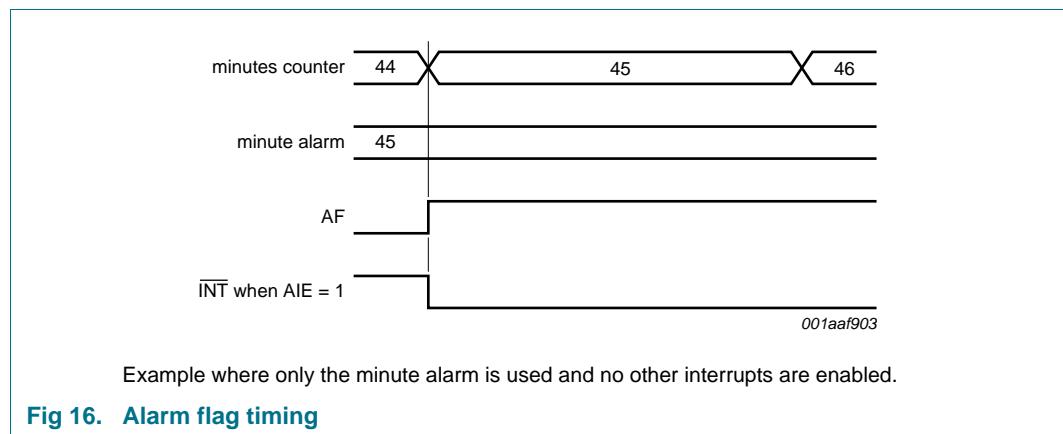 minutes counter 44 45 46
minute alarm 45
AF
INT when AIE = 1
001aaf903
Example where only the minute alarm is used and no other interrupts are enabled.
Fig 16. Alarm flag timing